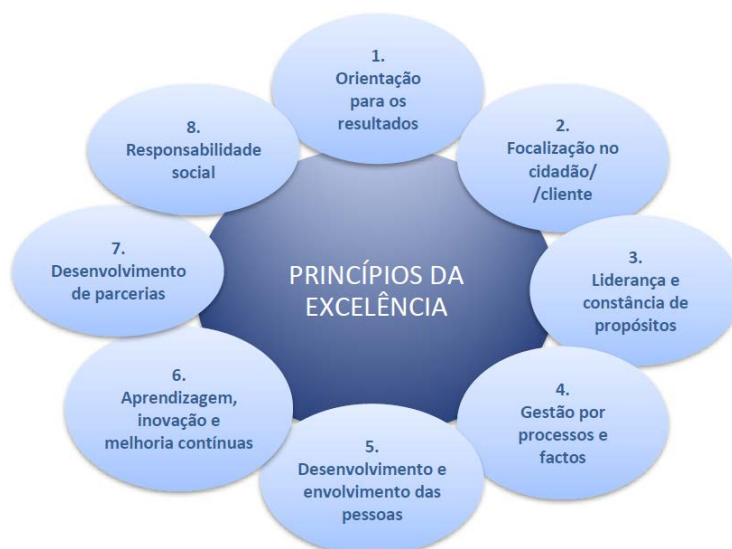 1.
Orientação
para os
resultados
2.
Focalização no
cidadão/
/cliente
3.
Liderança e
constância de
propósitos
4.
Gestão por
processos e
factos
5.
Desenvolvimento e
envolvimento das
pessoas
6.
Aprendizagem,
inovação e
melhoria contínuas
7.
Desenvolvimento
de parcerias
8.
Responsabilidade
social
PRINCÍPIOS DA
EXCELÊNCIA